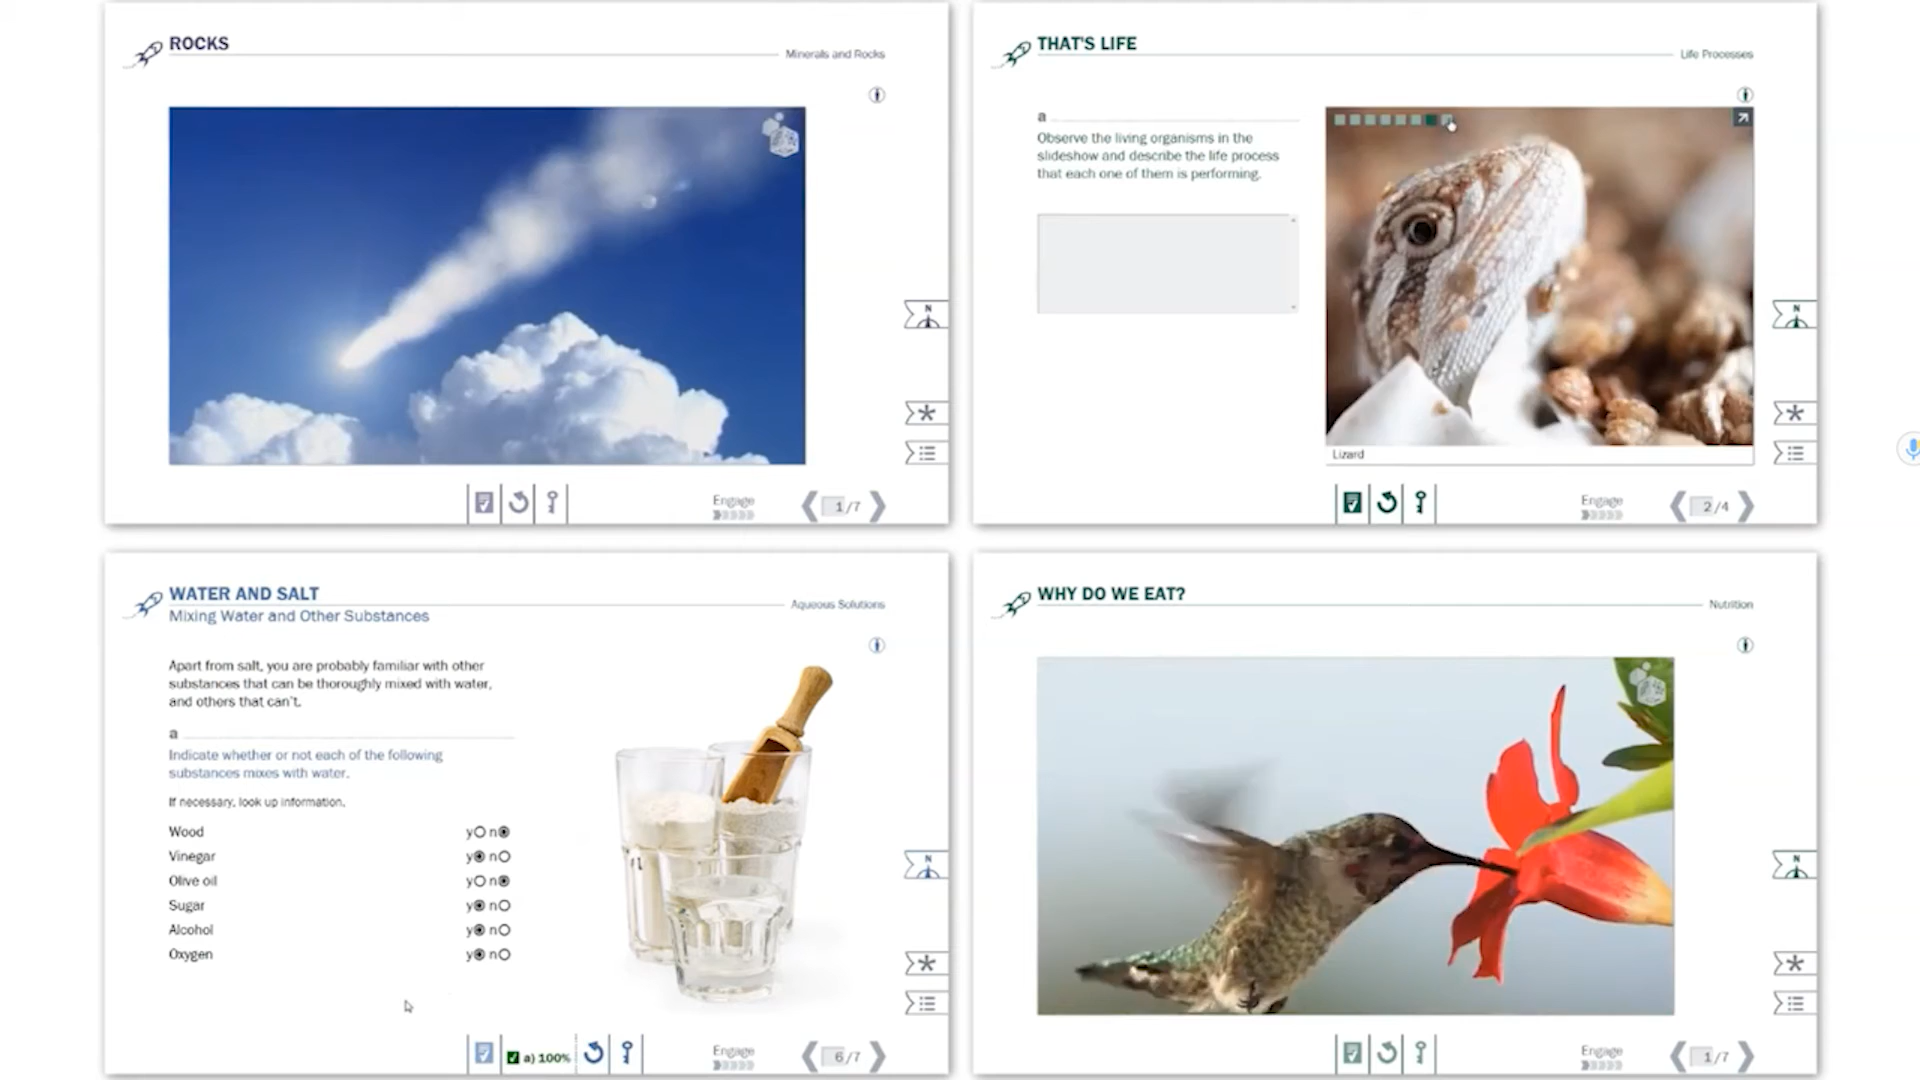 ROCKS
Minerals and Rocks
N
Engage
1/7
THAT'S LIFE
Life Processes
a
Observe the living organisms in the
slideshow and describe the life process
that each one of them is performing.
Lizard
N
Engage
2/4
WATER AND SALT
Mixing Water and Other Substances
Aqueous Solutions
Apart from salt, you are probably familiar with other
substances that can be thoroughly mixed with water,
and others that can't.
a
Indicate whether or not each of the following
substances mixes with water.
If necessary, look up information.
Wood y n
Vinegar y n
Olive oil y n
Sugar y n
Alcohol y n
Oxygen y n
N
a) 100%
Engage
6/7
WHY DO WE EAT?
Nutrition
N
Engage
1/7